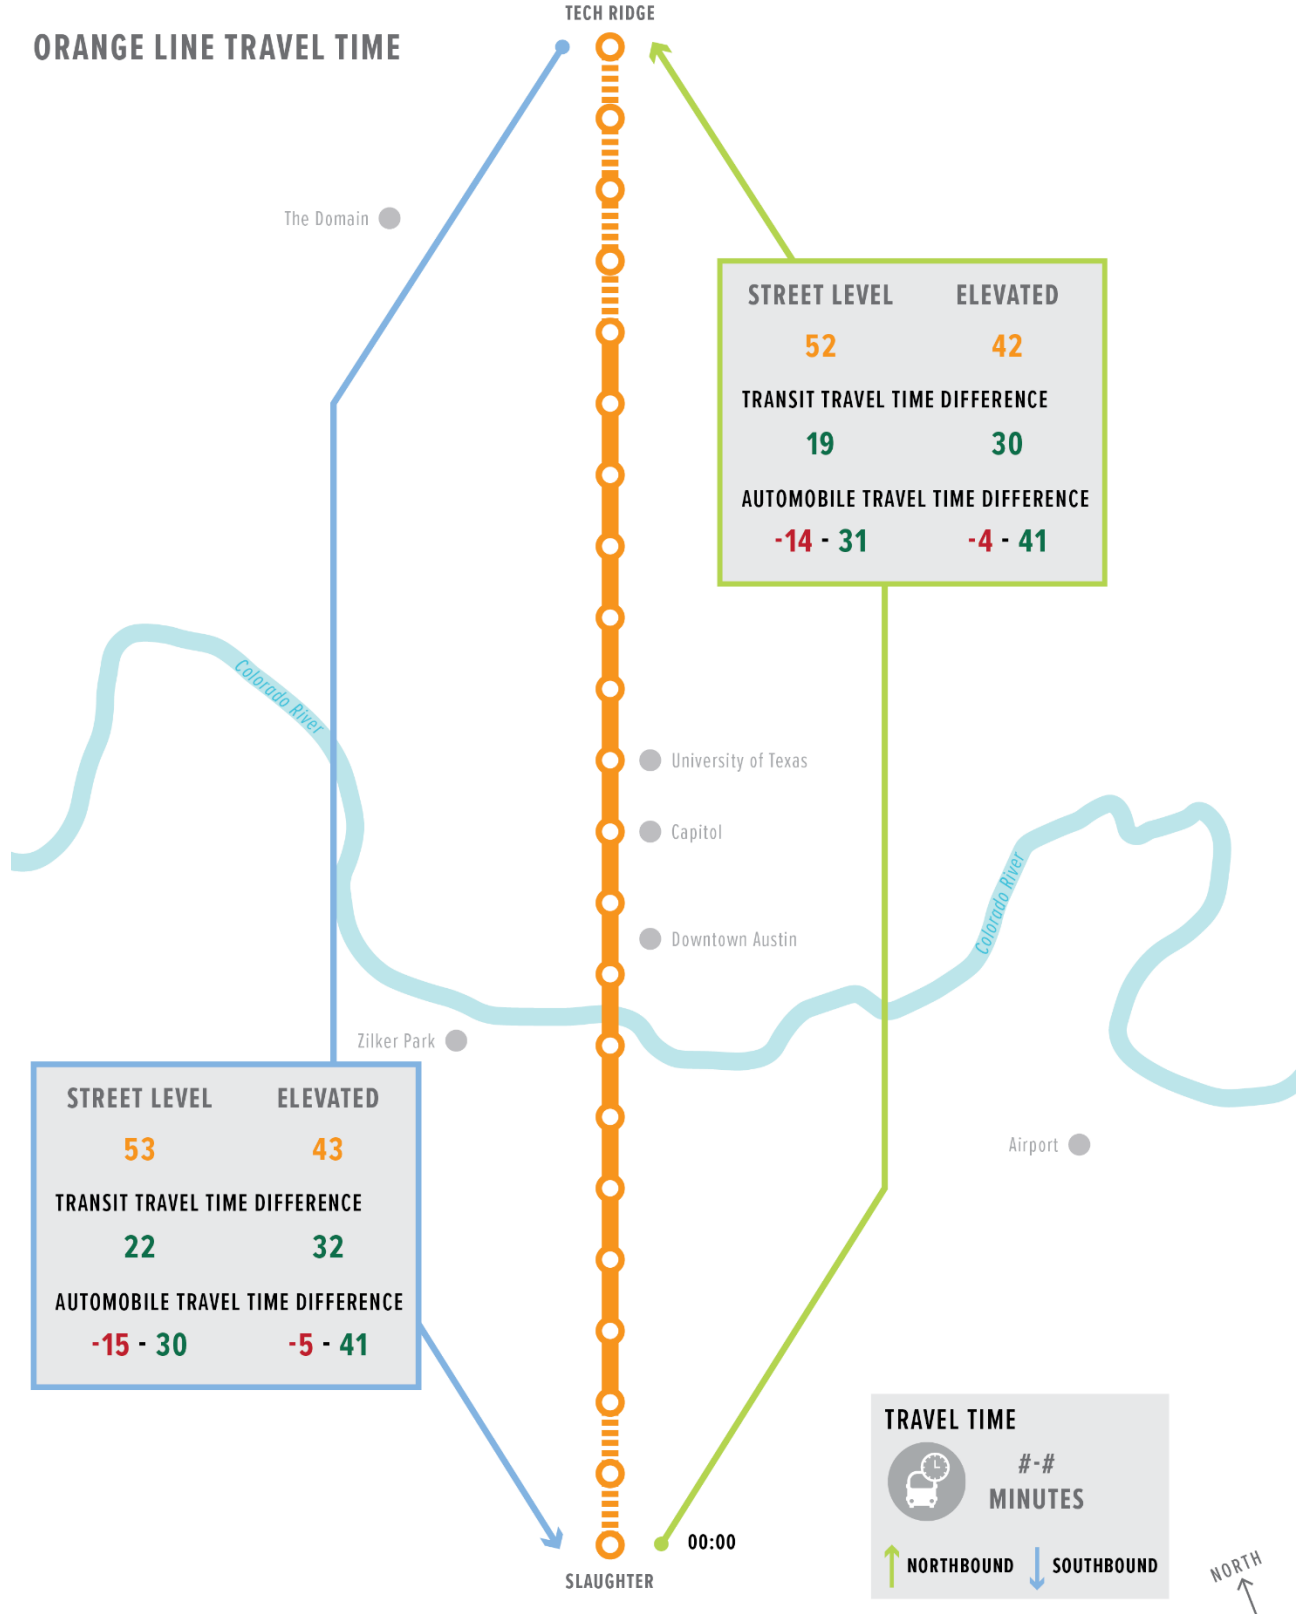 TECH RIDGE
ORANGE LINE TRAVEL TIME
The Domain
STREET LEVEL ELEVATED
52 42
TRANSIT TRAVEL TIME DIFFERENCE
19 30
AUTOMOBILE TRAVEL TIME DIFFERENCE
-14 - 31 -4 - 41
Colorado River
University of Texas
Capitol
Downtown Austin
Colorado River
Zilker Park
STREET LEVEL ELEVATED
53 43
TRANSIT TRAVEL TIME DIFFERENCE
22 32
AUTOMOBILE TRAVEL TIME DIFFERENCE
-15 - 30 -5 - 41
Airport
TRAVEL TIME
#-#
MINUTES
NORTHBOUND SOUTHBOUND
00:00
SLAUGHTER
NORTH